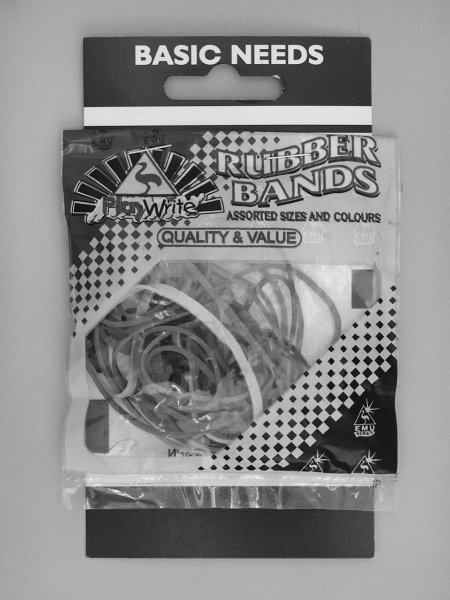 BASIC NEEDS
RUBBER
BANDS
PlayWrite
ASSORTED SIZES AND COLOURS
QUALITY & VALUE
EMU